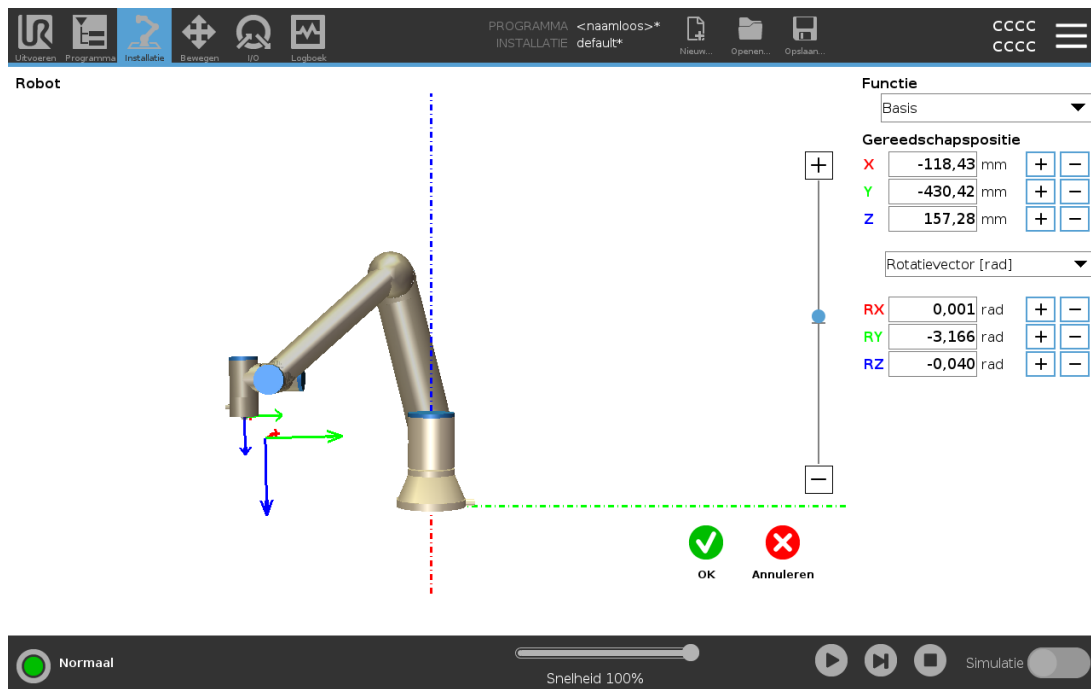 PROGRAMMA <naamloos>*
INSTALLATIE default*
CCCC
CCCC
Uitvoeren Programma Installatie Bewegen I/O Logboek Nieuw... Openen... Opslaan...
Robot
Functie
Basis
Gereedschapspositie
X -118,43 mm + −
Y -430,42 mm + −
Z 157,28 mm + −
Rotatievector [rad]
RX 0,001 rad + −
RY -3,166 rad + −
RZ -0,040 rad + −
+
−
OK Annuleren
Normaal
Snelheid 100%
Simulatie